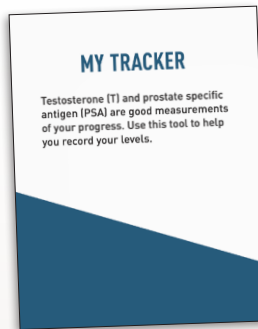 MY TRACKER
Testosterone (T) and prostate specific
antigen (PSA) are good measurements
of your progress. Use this tool to help
you record your levels.